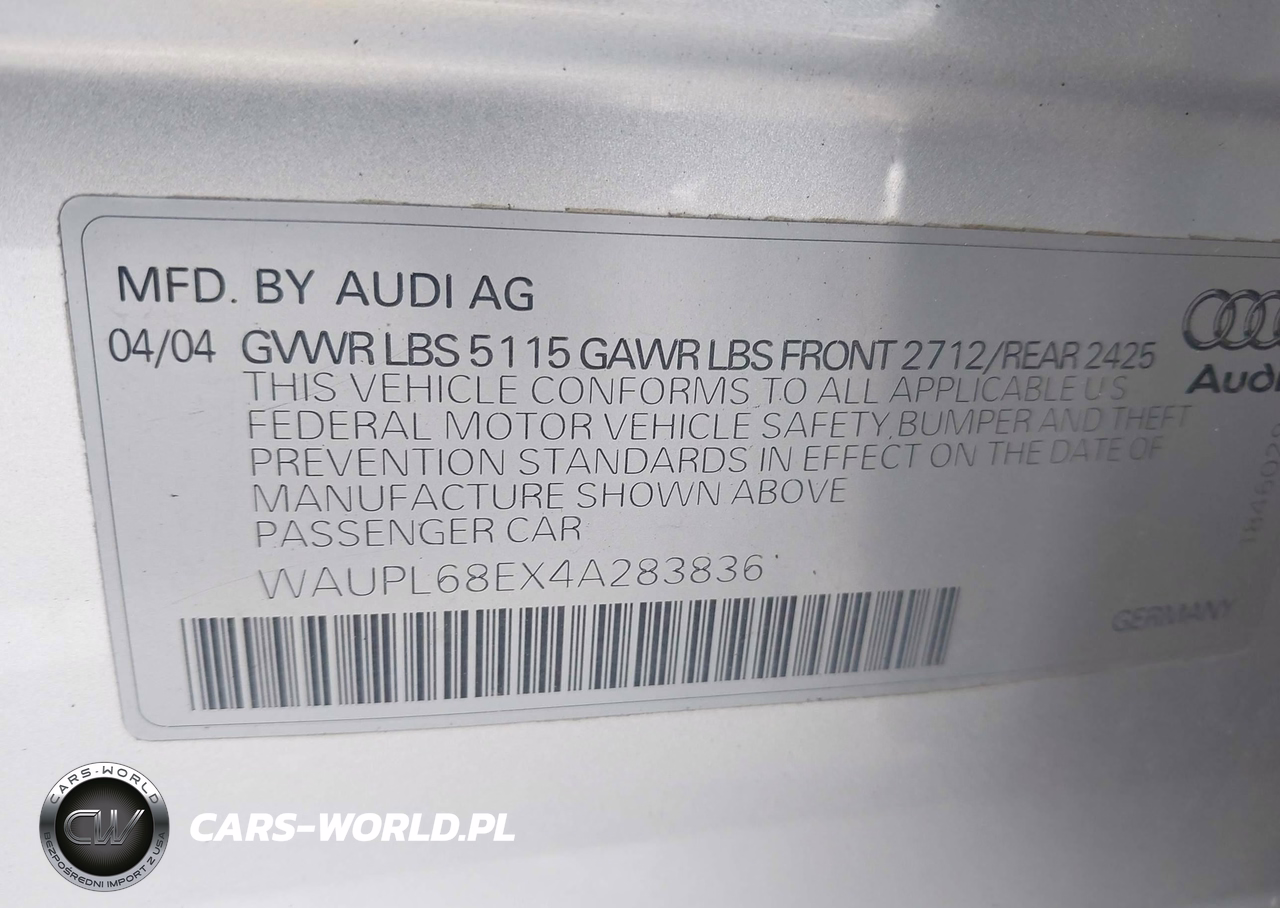 MFD. BY AUDI AG
04/04 GVWR LBS 5115 GAWR LBS FRONT 2712/REAR 2425
THIS VEHICLE CONFORMS TO ALL APPLICABLE U S
FEDERAL MOTOR VEHICLE SAFETY, BUMPER AND THEFT
PREVENTION STANDARDS IN EFFECT ON THE DATE OF
MANUFACTURE SHOWN ABOVE
PASSENGER CAR
WAUPL68EX4A283836
Audi
GERMANY
CARS-WORLD
CW
BEZPOŚREDNI IMPORT Z USA
CARS-WORLD.PL